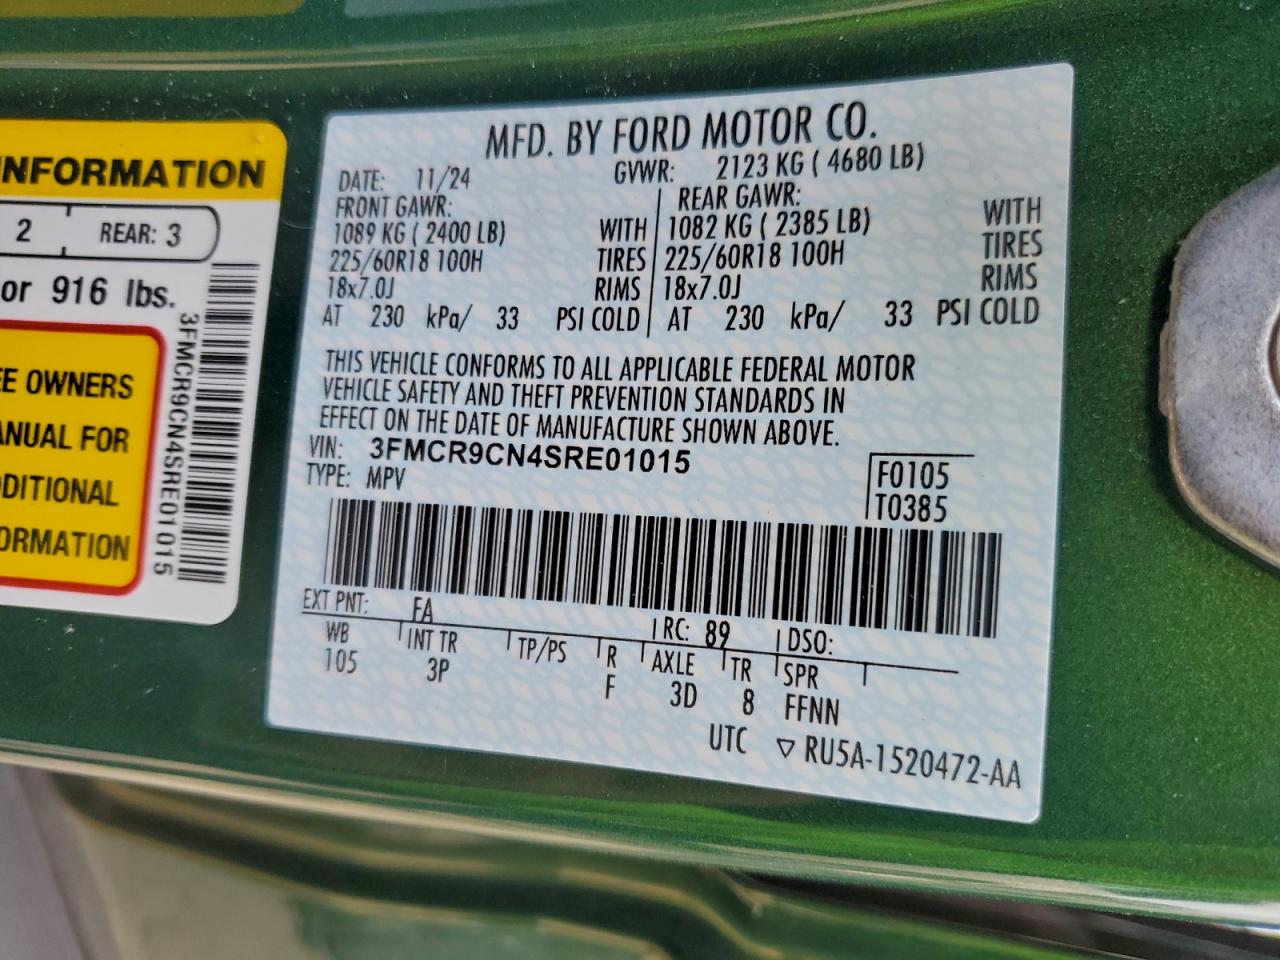 INFORMATION
2 REAR: 3
or 916 lbs.
OWNERS
FOR
3FMCR9CN4SRE01015
MFD. BY FORD MOTOR CO.
DATE: 11/24 GVWR: 2123 KG ( 4680 LB)
FRONT GAWR: REAR GAWR:
1089 KG ( 2400 LB) WITH 1082 KG ( 2385 LB) WITH
225/60R18 100H TIRES 225/60R18 100H TIRES
18x7.0J RIMS 18x7.0J RIMS
AT 230 kPa/ 33 PSI COLD AT 230 kPa/ 33 PSI COLD
THIS VEHICLE CONFORMS TO ALL APPLICABLE FEDERAL MOTOR
VEHICLE SAFETY AND THEFT PREVENTION STANDARDS IN
EFFECT ON THE DATE OF MANUFACTURE SHOWN ABOVE.
VIN: 3FMCR9CN4SRE01015
TYPE: MPV
F0105
T0385
EXT PNT: FA RC: 89 DSO:
WB INT TR TP/PS R AXLE TR SPR
105 3P F 3D 8 FFNN
UTC ▽ RU5A-1520472-AA